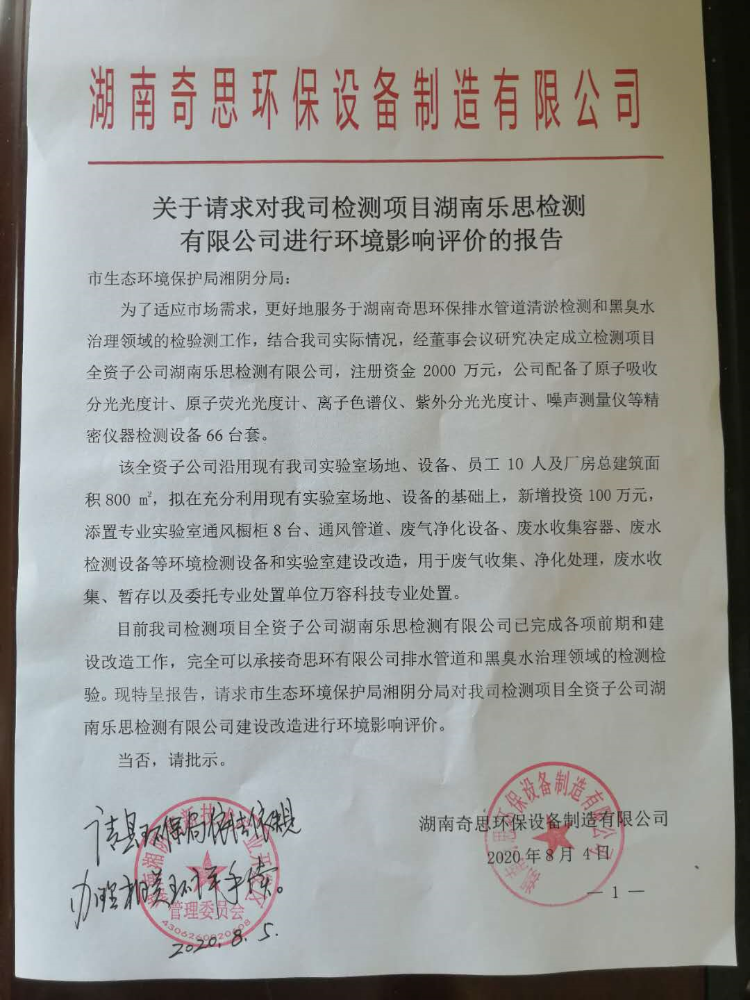 湖南奇思环保设备制造有限公司
关于请求对我司检测项目湖南乐思检测
有限公司进行环境影响评价的报告
市生态环境保护局湘阴分局：
为了适应市场需求，更好地服务于湖南奇思环保排水管道清淤检测和黑臭水
治理领域的检验测工作，结合我司实际情况，经董事会议研究决定成立检测项目
全资子公司湖南乐思检测有限公司，注册资金 2000 万元，公司配备了原子吸收
分光光度计、原子荧光光度计、离子色谱仪、紫外分光光度计、噪声测量仪等精
密仪器检测设备 66 台套。
该全资子公司沿用现有我司实验室场地、设备、员工 10 人及厂房总建筑面
积 800 ㎡，拟在充分利用现有实验室场地、设备的基础上，新增投资 100 万元，
添置专业实验室通风橱柜 8 台、通风管道、废气净化设备、废水收集容器、废水
检测设备等环境检测设备和实验室建设改造，用于废气收集、净化处理，废水收
集、暂存以及委托专业处置单位万容科技专业处置。
目前我司检测项目全资子公司湖南乐思检测有限公司已完成各项前期和建
设改造工作，完全可以承接奇思环有限公司排水管道和黑臭水治理领域的检测检
验。现特呈报告，请求市生态环境保护局湘阴分局对我司检测项目全资子公司湖
南乐思检测有限公司建设改造进行环境影响评价。
当否，请批示。
湖南奇思环保设备制造有限公司
2020 年 8 月 4 日
— 1 —
请县环保局依法依规
办理相关环评手续。
2020.8.5.
管理委员会
4306260020608
思环保设备制造有限公司